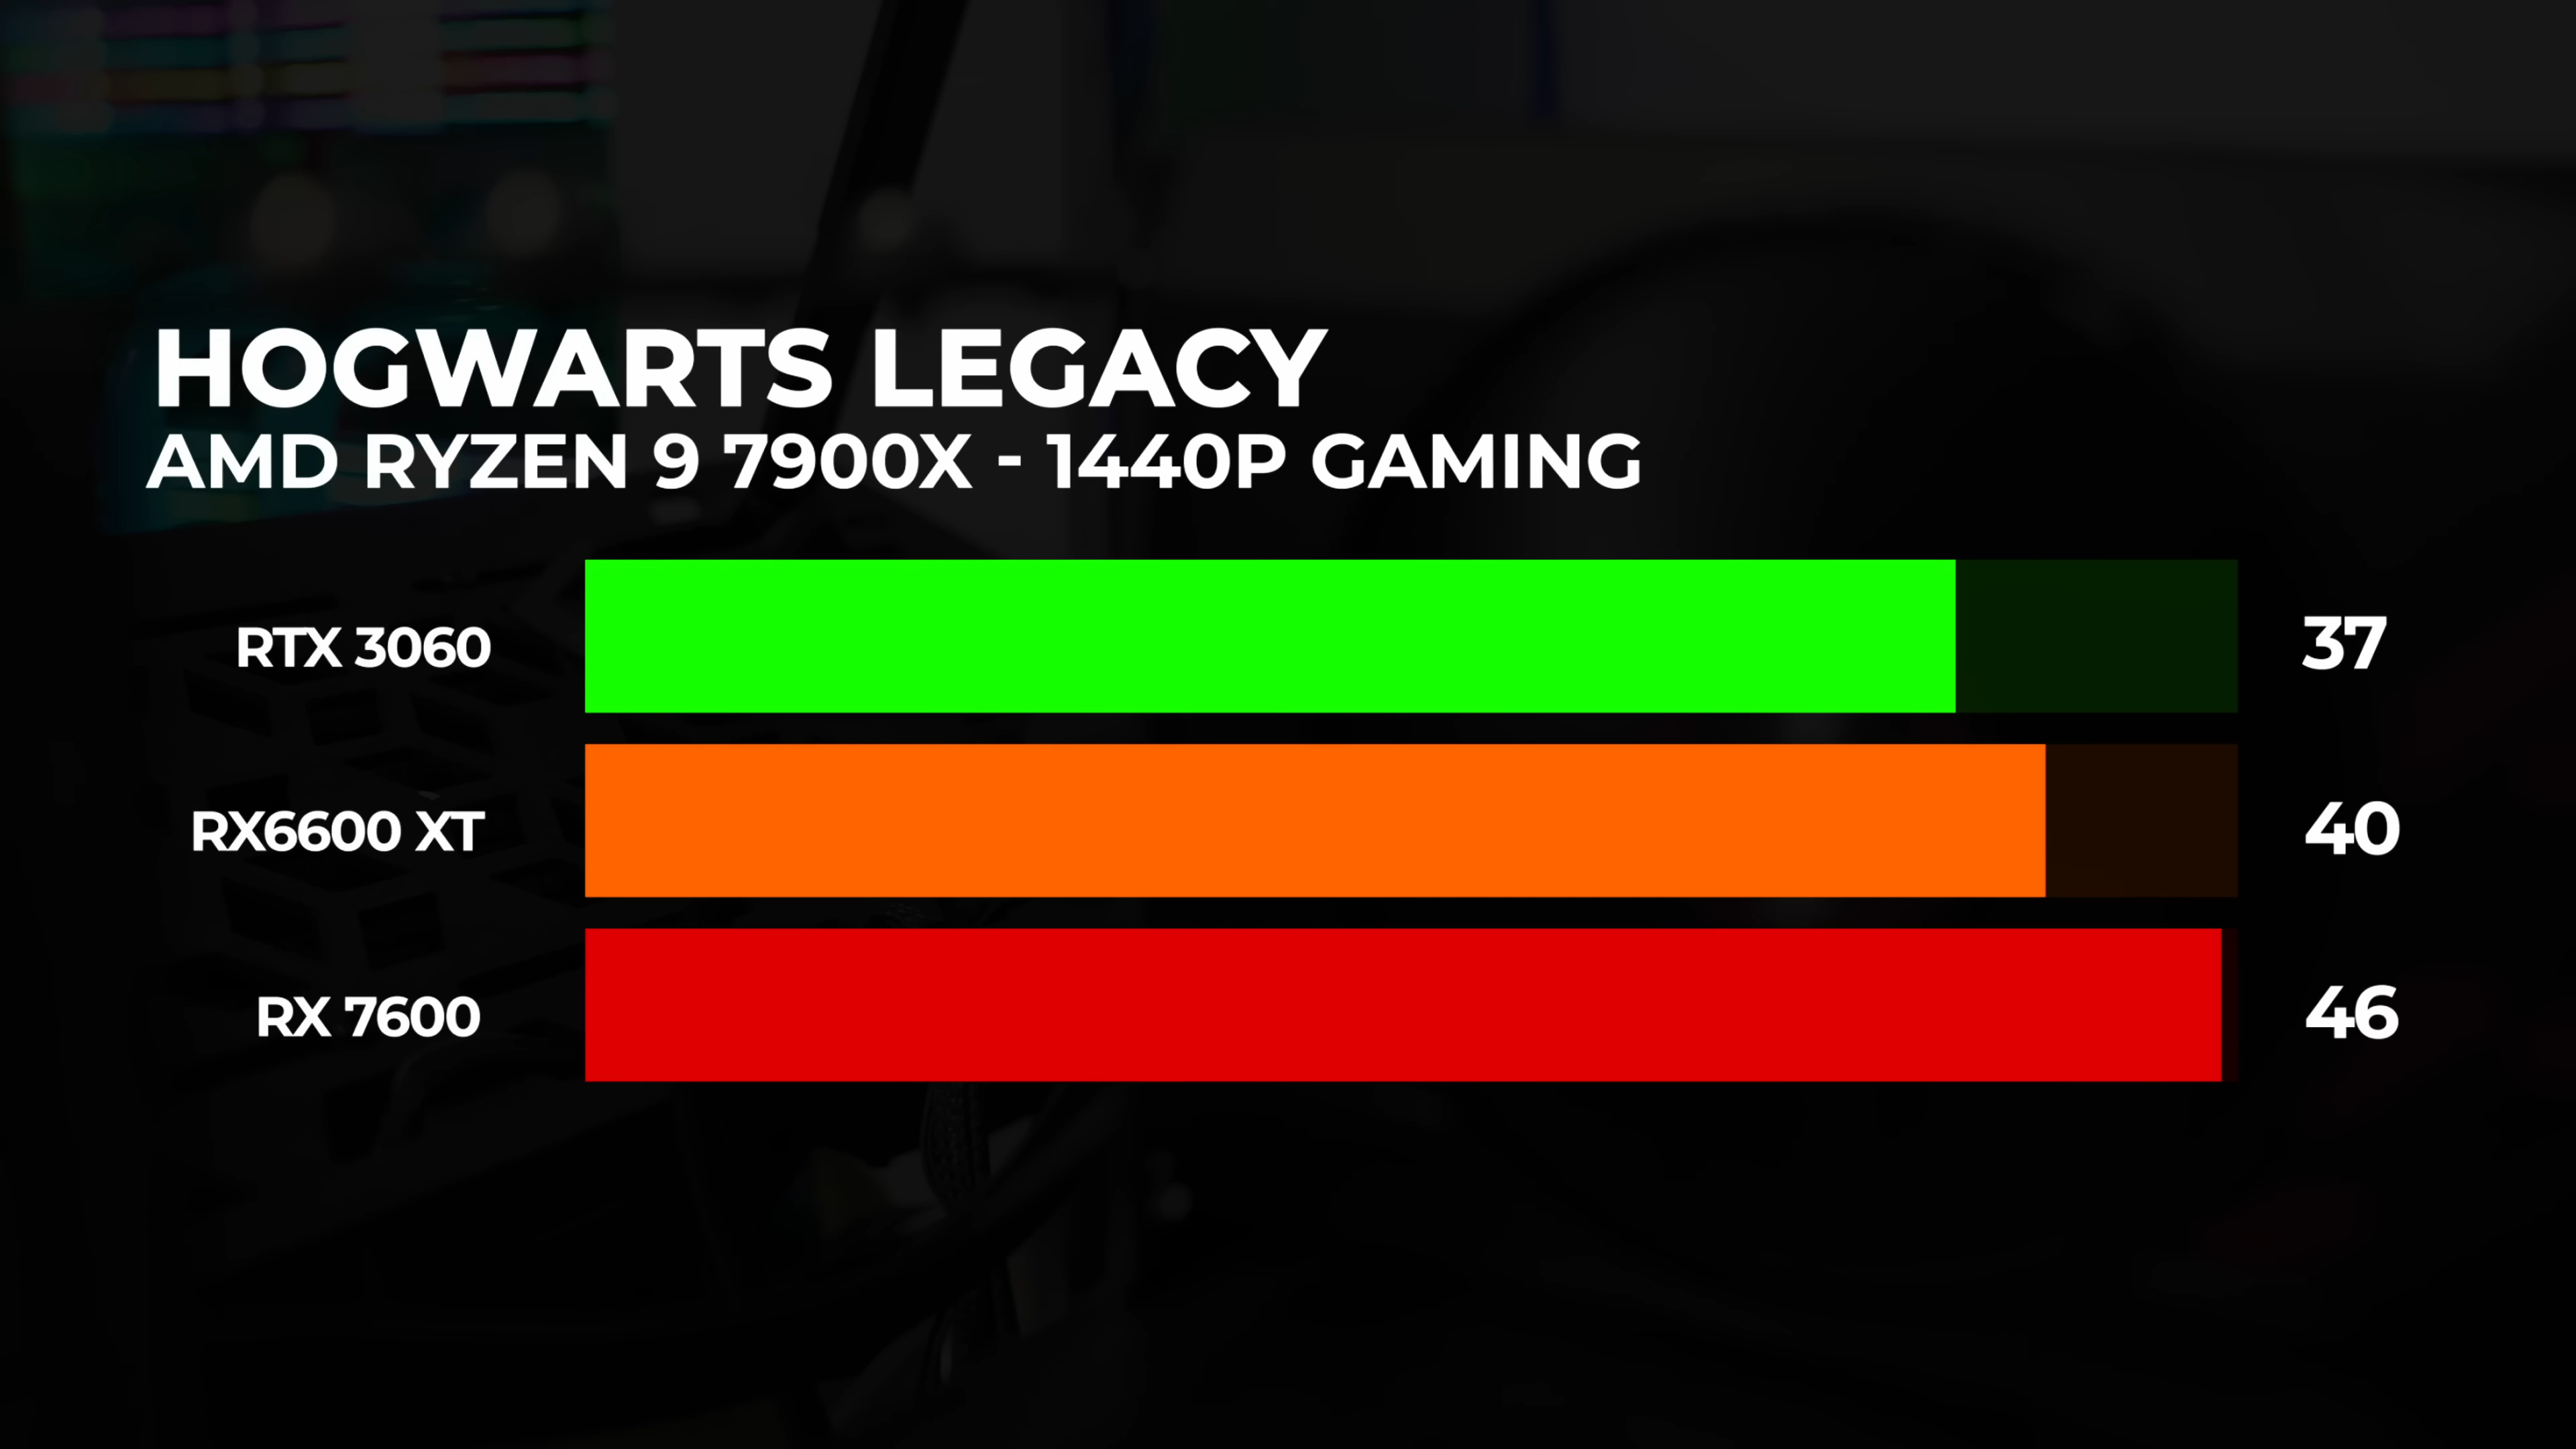 HOGWARTS LEGACY
AMD RYZEN 9 7900X - 1440P GAMING
RTX 3060 37
RX6600 XT 40
RX 7600 46